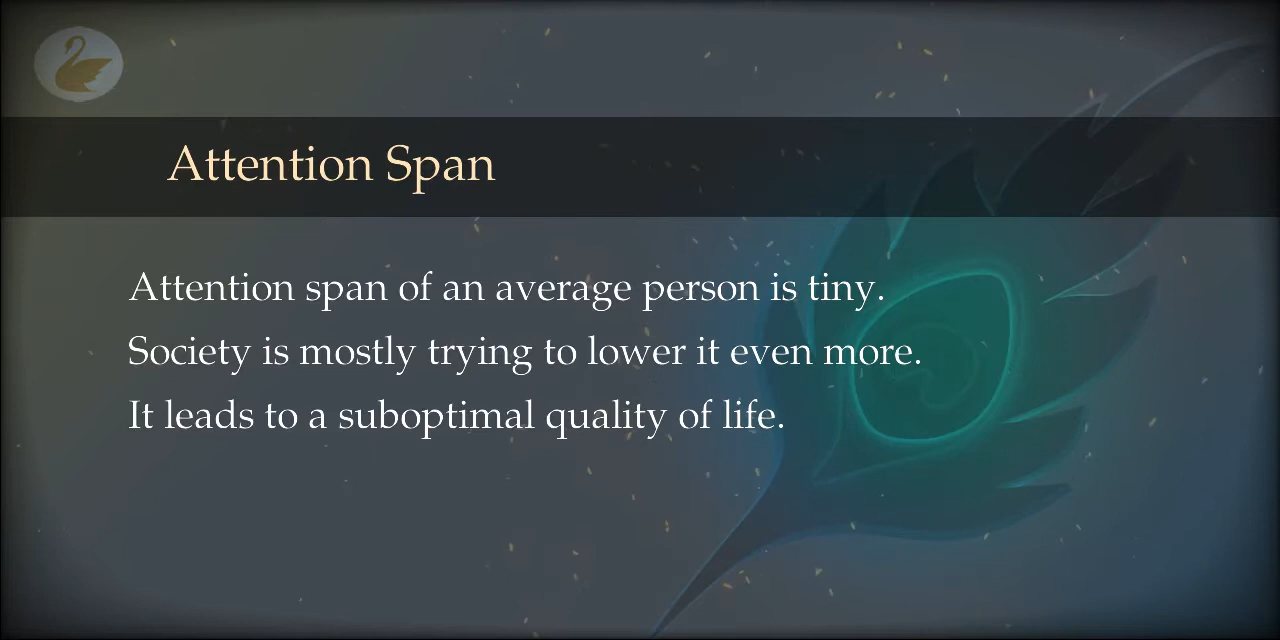 Attention Span
Attention span of an average person is tiny.
Society is mostly trying to lower it even more.
It leads to a suboptimal quality of life.